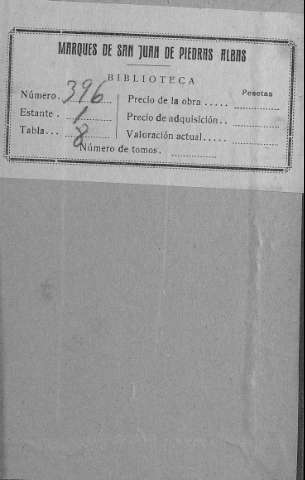 MARQUES DE SAN JUAN DE PIEDRAS ALBAS
BIBLIOTECA
Pesetas
Número. 396 Precio de la obra.....
Estante. 1 Precio de adquisición..
Tabla... 8 Valoración actual.....
Número de tomos.